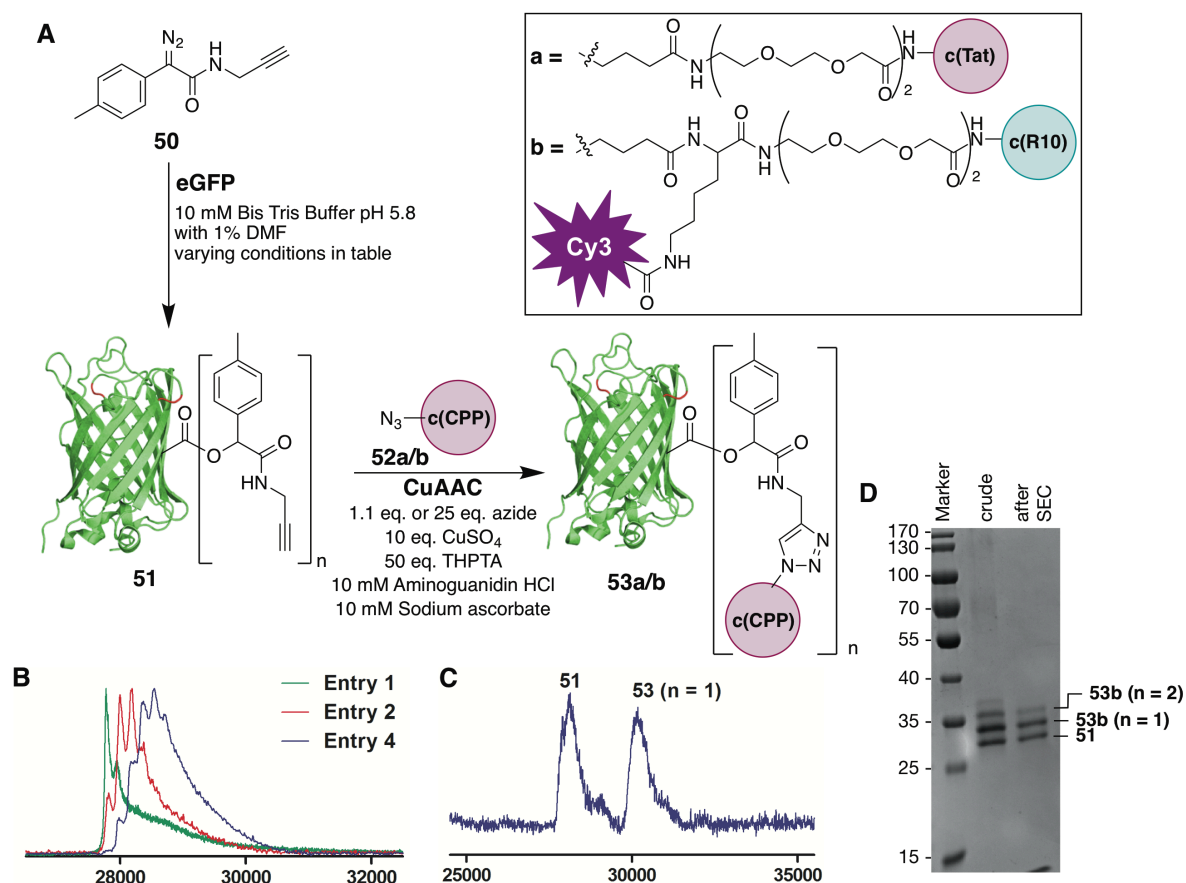 A
N2
H
N
O
50
eGFP
10 mM Bis Tris Buffer pH 5.8
with 1% DMF
varying conditions in table
a =
O
N
H
O
O
O
2
H
N
c(Tat)
b =
O
H
N
O
N
H
O
O
O
2
H
N
c(R10)
Cy3
O
NH
O
O
O
HN
n
51
N3
c(CPP)
52a/b
CuAAC
1.1 eq. or 25 eq. azide
10 eq. CuSO4
50 eq. THPTA
10 mM Aminoguanidin HCl
10 mM Sodium ascorbate
O
O
O
HN
N
N
N
c(CPP)
n
53a/b
B
Entry 1
Entry 2
Entry 4
28000
30000
32000
C
51
53 (n = 1)
25000
30000
35000
D
Marker
crude
after
SEC
170
130
100
70
55
40
35
25
15
53b (n = 2)
53b (n = 1)
51